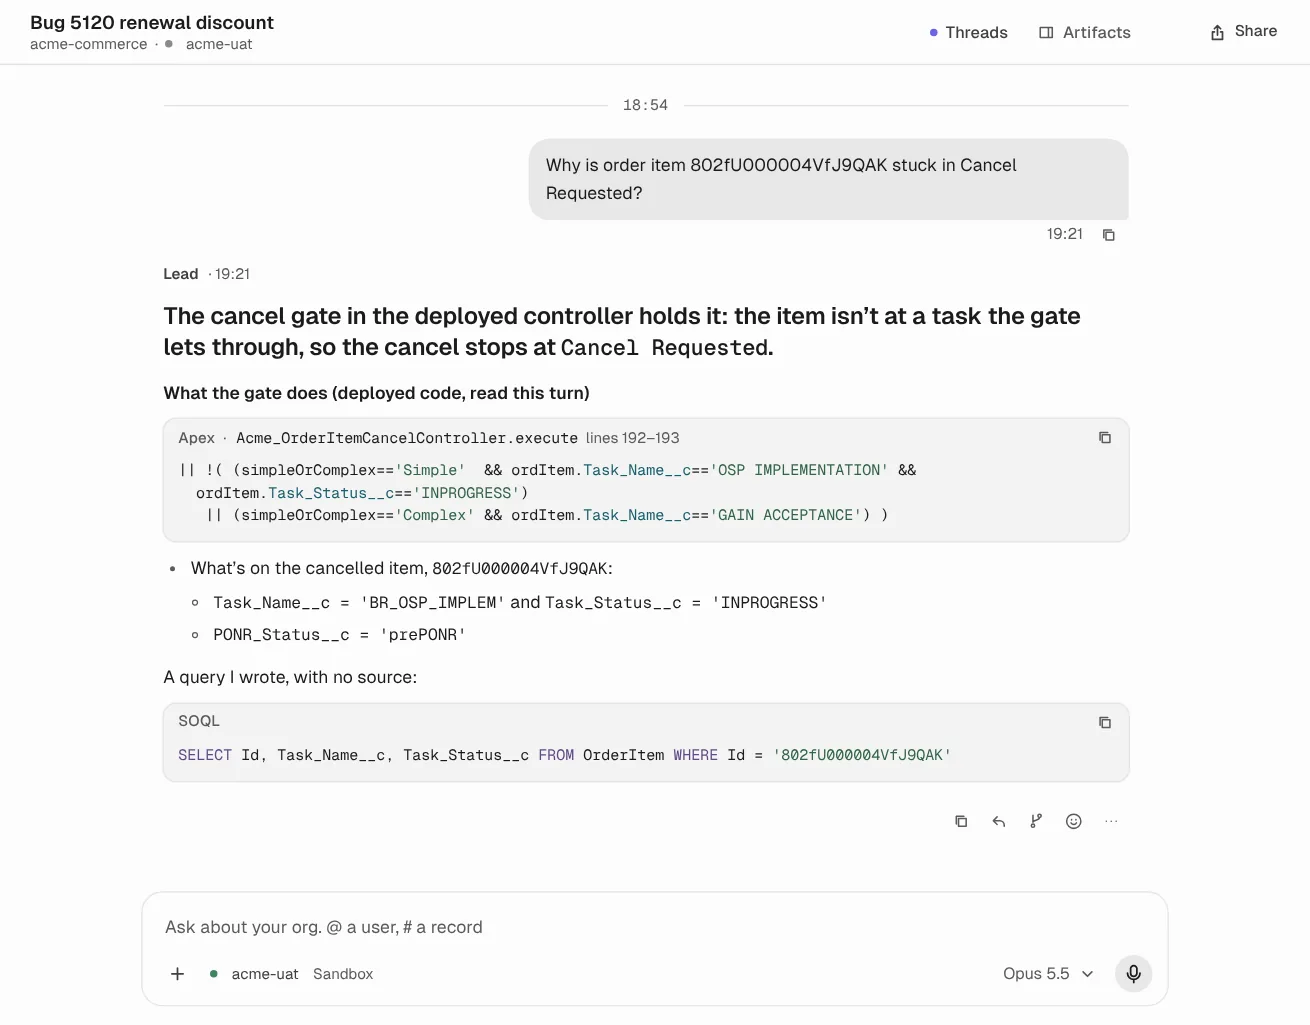 Bug 5120 renewal discount
acme-commerce · acme-uat
Threads
Artifacts
Share
18:54
Why is order item 802fU000004VfJ9QAK stuck in Cancel
Requested?
19:21
Lead · 19:21
The cancel gate in the deployed controller holds it: the item isn’t at a task the gate
lets through, so the cancel stops at Cancel Requested.
What the gate does (deployed code, read this turn)
Apex · Acme_OrderItemCancelController.execute lines 192–193
|| !( (simpleOrComplex=='Simple'  && ordItem.Task_Name__c=='OSP IMPLEMENTATION' &&
ordItem.Task_Status__c=='INPROGRESS')
|| (simpleOrComplex=='Complex' && ordItem.Task_Name__c=='GAIN ACCEPTANCE') )
• What’s on the cancelled item, 802fU000004VfJ9QAK:
◦ Task_Name__c = 'BR_OSP_IMPLEM' and Task_Status__c = 'INPROGRESS'
◦ PONR_Status__c = 'prePONR'
A query I wrote, with no source:
SOQL
SELECT Id, Task_Name__c, Task_Status__c FROM OrderItem WHERE Id = '802fU000004VfJ9QAK'
Ask about your org. @ a user, # a record
acme-uat Sandbox
Opus 5.5